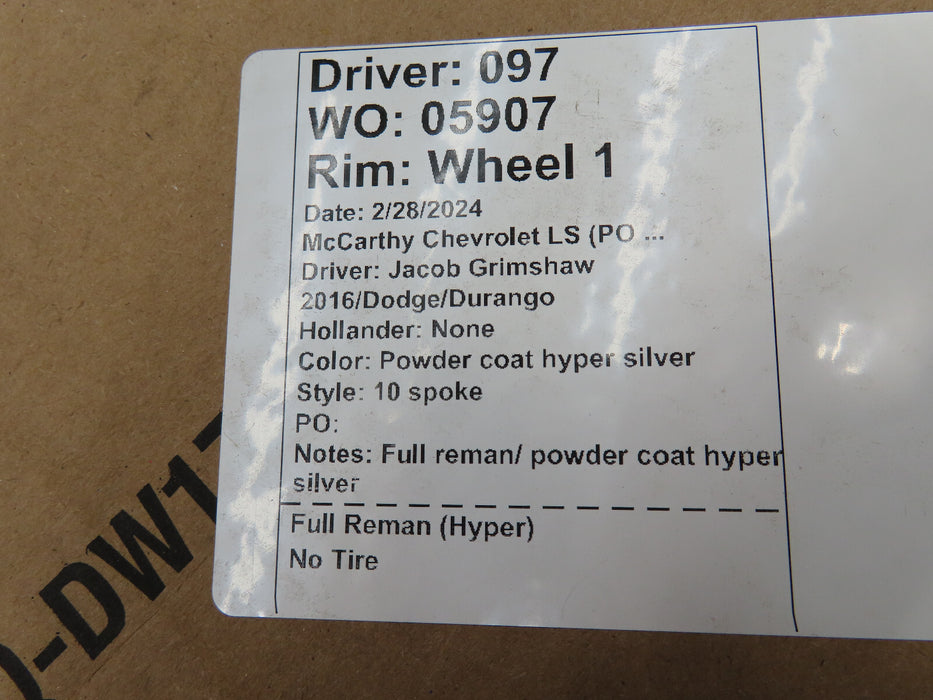 Driver: 097
WO: 05907
Rim: Wheel 1
Date: 2/28/2024
McCarthy Chevrolet LS (PO ...
Driver: Jacob Grimshaw
2016/Dodge/Durango
Hollander: None
Color: Powder coat hyper silver
Style: 10 spoke
PO:
Notes: Full reman/ powder coat hyper
silver
Full Reman (Hyper)
No Tire